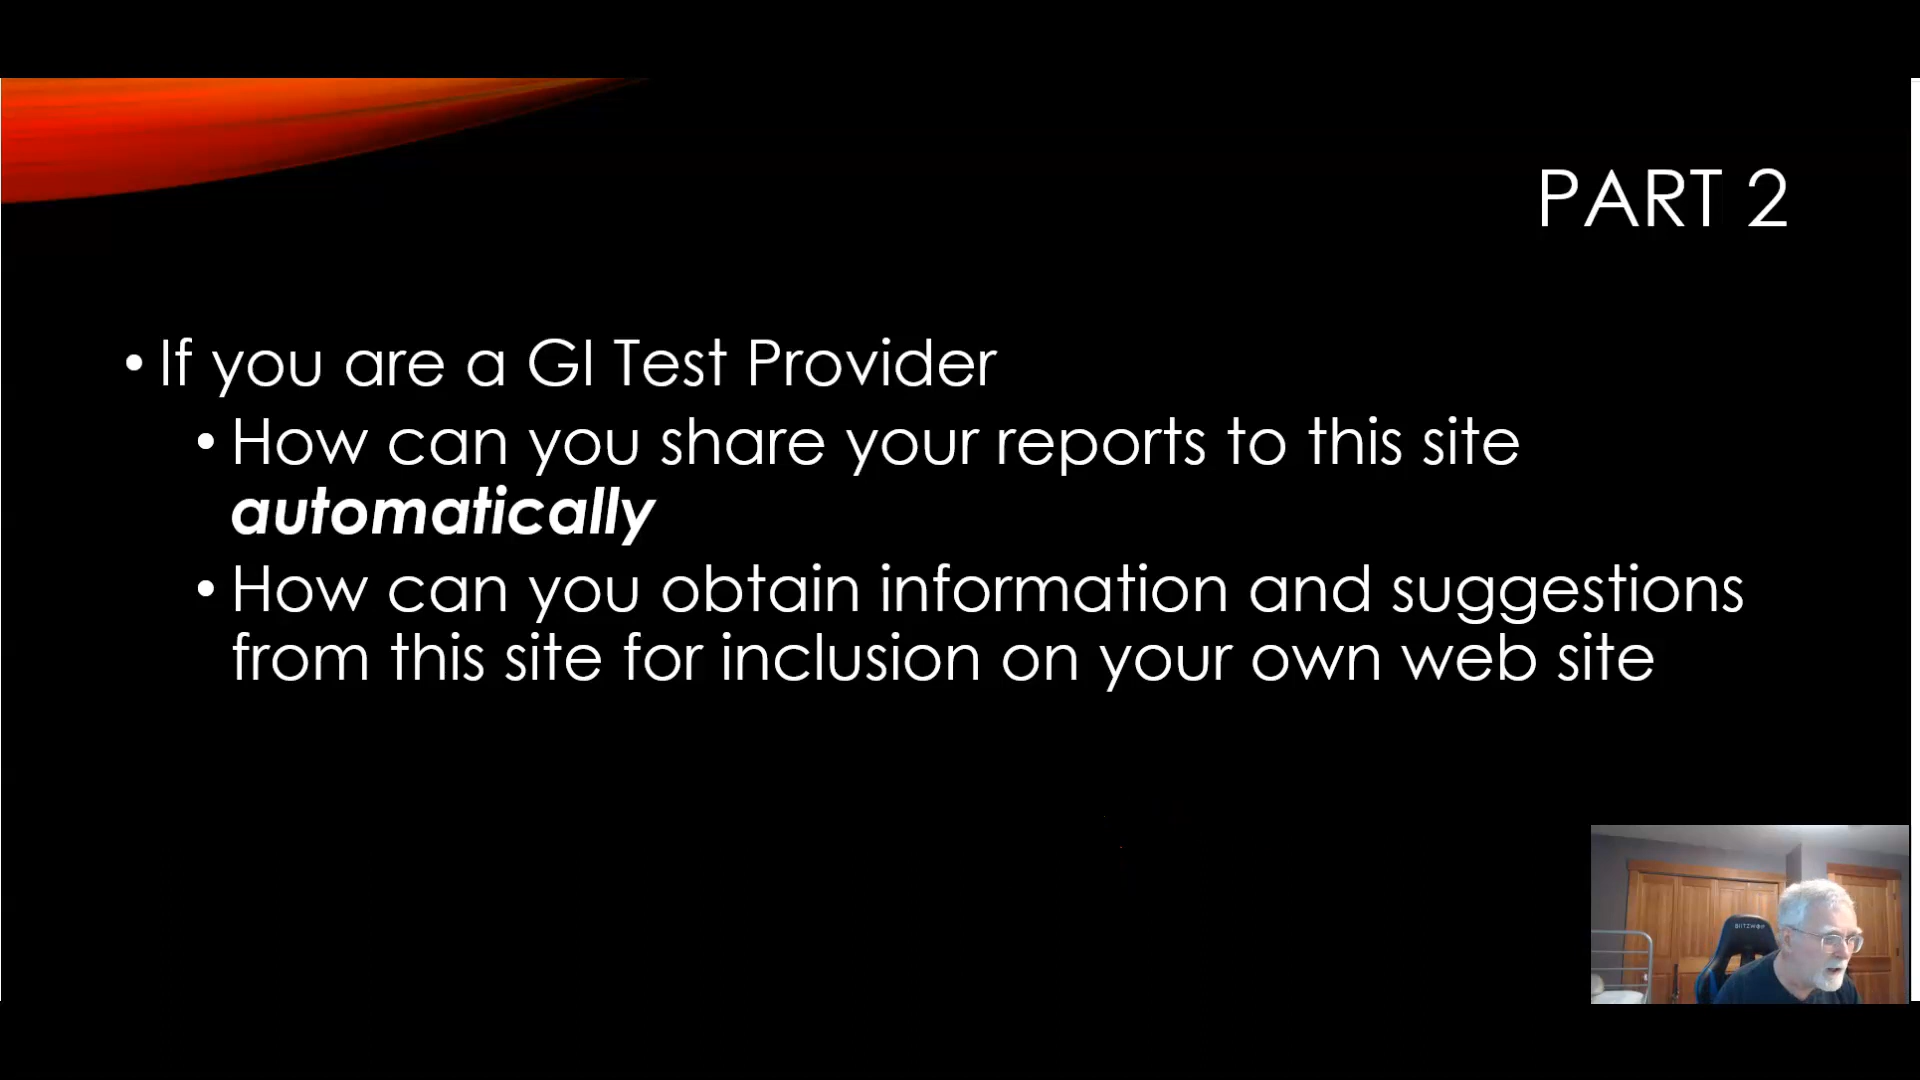 PART 2
• If you are a GI Test Provider
• How can you share your reports to this site
automatically
• How can you obtain information and suggestions
from this site for inclusion on your own web site
BLITZWOLF